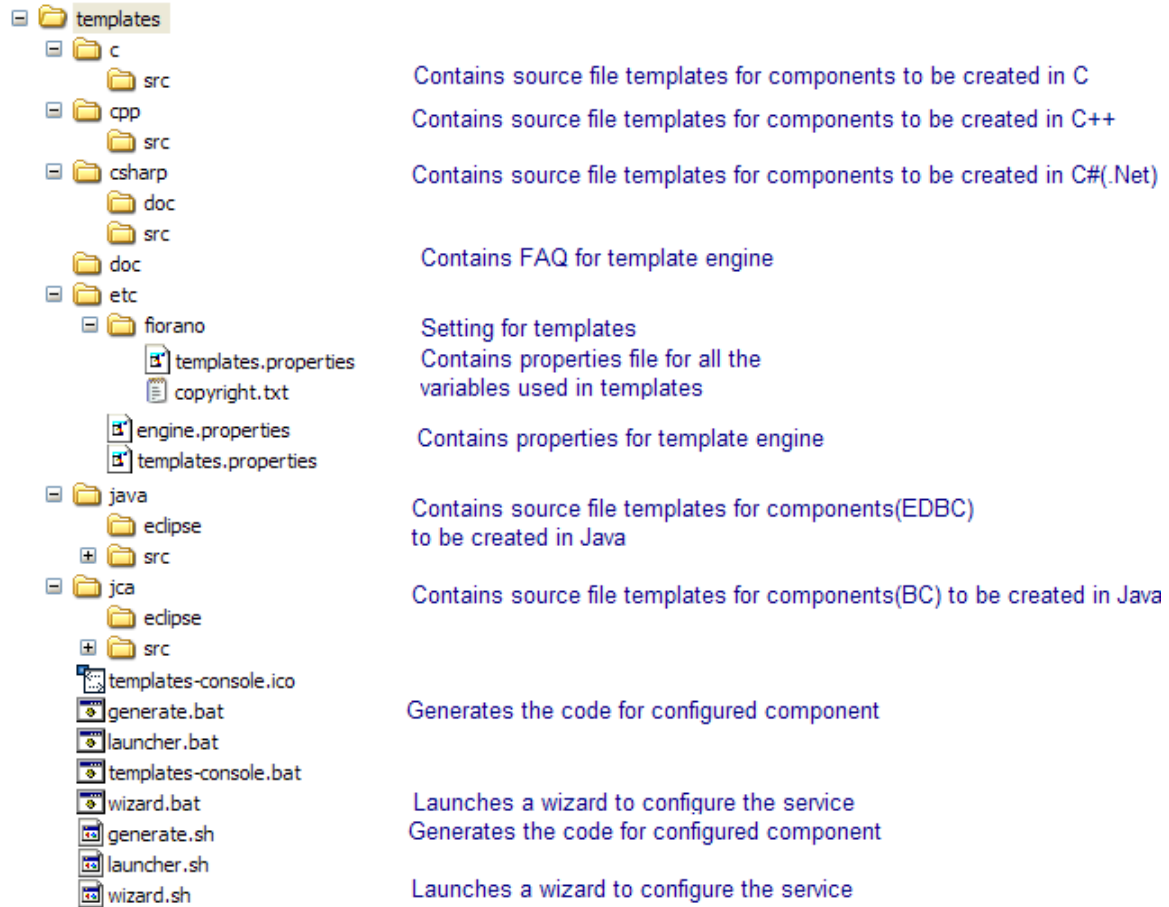 templates
c
src
Contains source file templates for components to be created in C
cpp
Contains source file templates for components to be created in C++
src
csharp
Contains source file templates for components to be created in C#(.Net)
doc
src
doc
Contains FAQ for template engine
etc
fiorano
Setting for templates
templates.properties
Contains properties file for all the
copyright.txt
variables used in templates
engine.properties
Contains properties for template engine
templates.properties
java
Contains source file templates for components(EDBC)
eclipse
to be created in Java
src
jca
Contains source file templates for components(BC) to be created in Java
eclipse
src
templates-console.ico
generate.bat
Generates the code for configured component
launcher.bat
templates-console.bat
wizard.bat
Launches a wizard to configure the service
generate.sh
Generates the code for configured component
launcher.sh
wizard.sh
Launches a wizard to configure the service